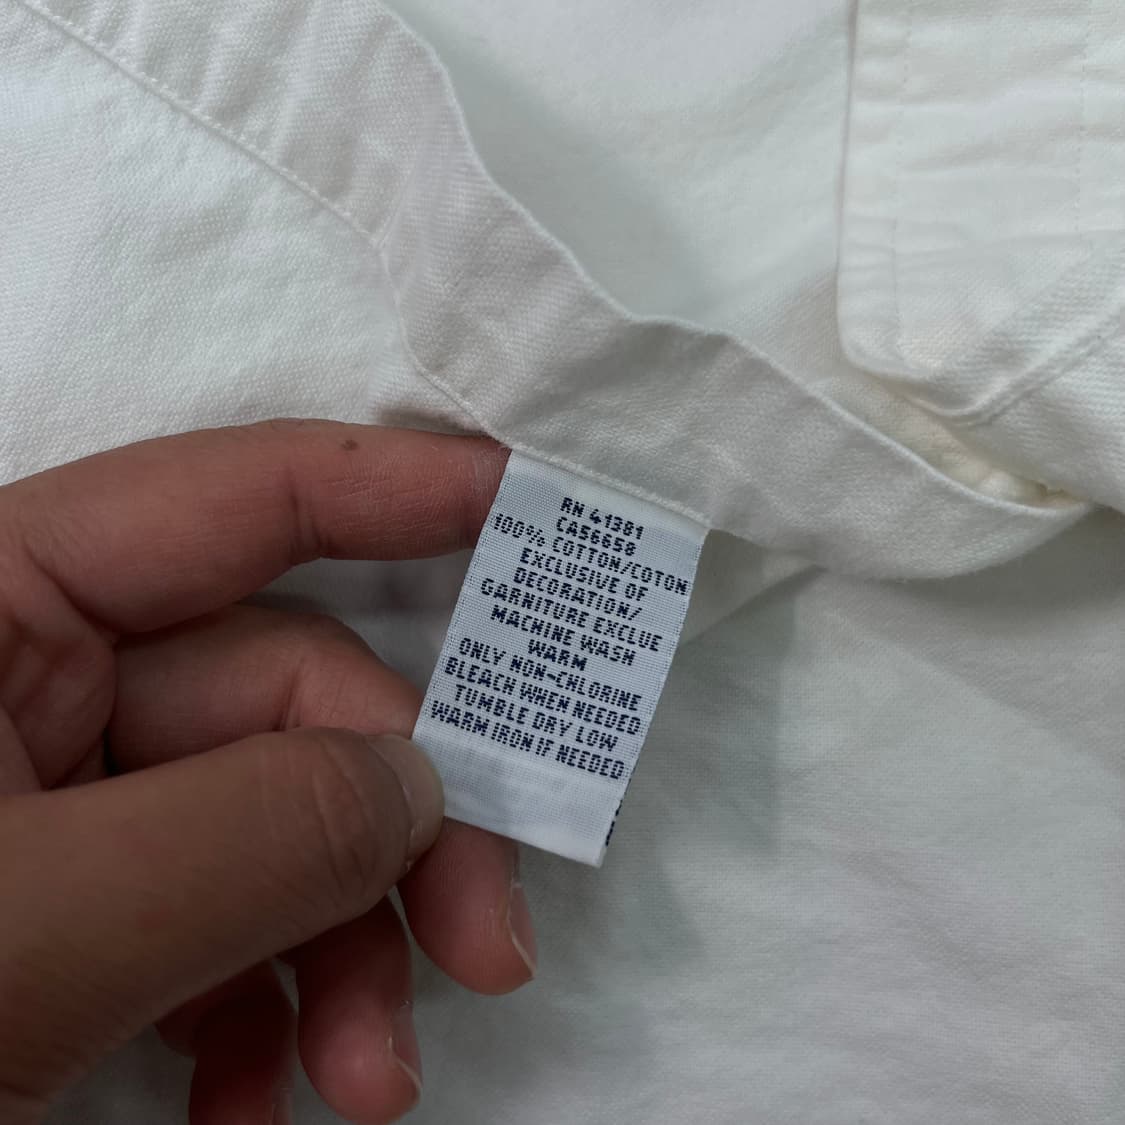 RN 41381
CA56658
100% COTTON/COTON
EXCLUSIVE OF
DECORATION/
GARNITURE EXCLUE
MACHINE WASH
WARM
ONLY NON-CHLORINE
BLEACH WHEN NEEDED
TUMBLE DRY LOW
WARM IRON IF NEEDED